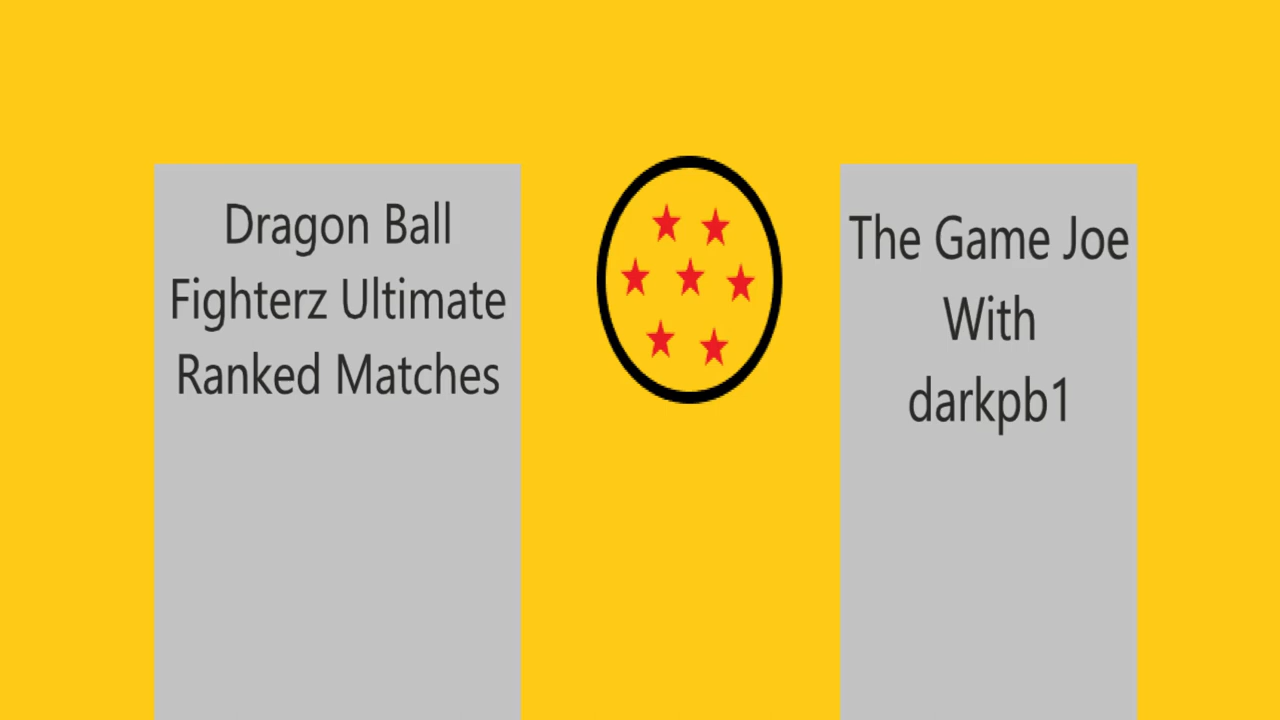 Dragon Ball
Fighterz Ultimate
Ranked Matches
The Game Joe
With
darkpb1